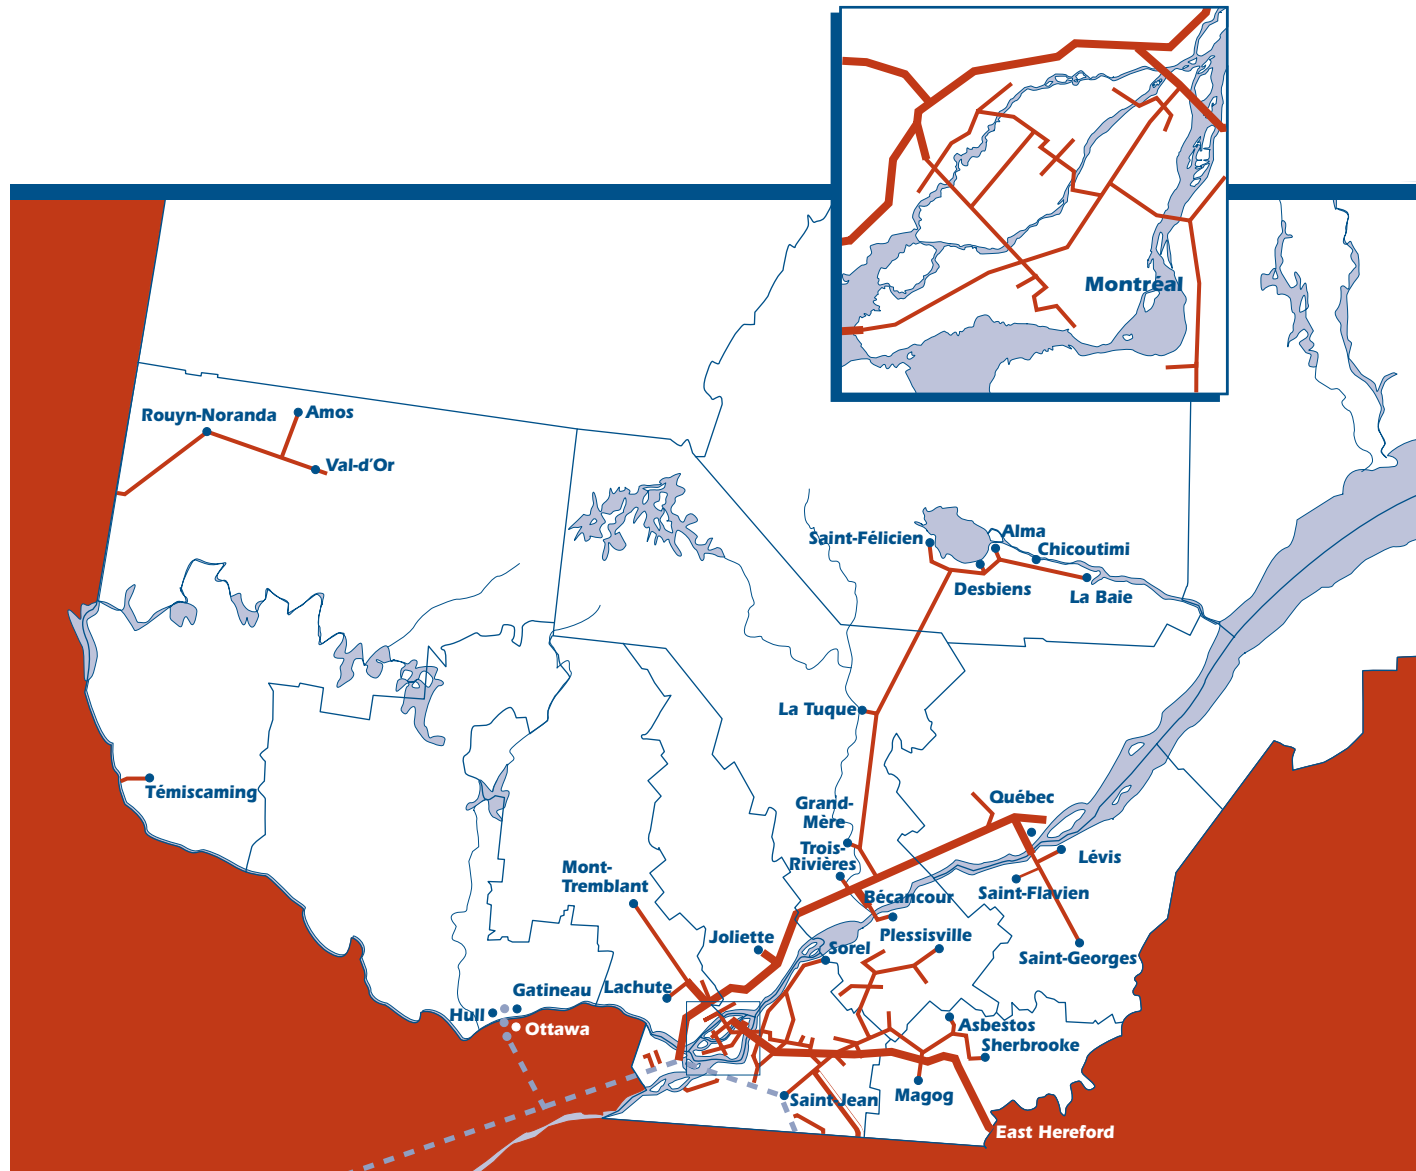 Montréal
Rouyn-Noranda
Amos
Val-d'Or
Saint-Félicien
Alma
Chicoutimi
Desbiens
La Baie
La Tuque
Témiscaming
Grand-
Mère
Québec
Trois-
Rivières
Lévis
Mont-
Tremblant
Saint-Flavien
Bécancour
Plessisville
Joliette
Sorel
Saint-Georges
Lachute
Gatineau
Hull
Ottawa
Asbestos
Sherbrooke
Magog
Saint-Jean
East Hereford